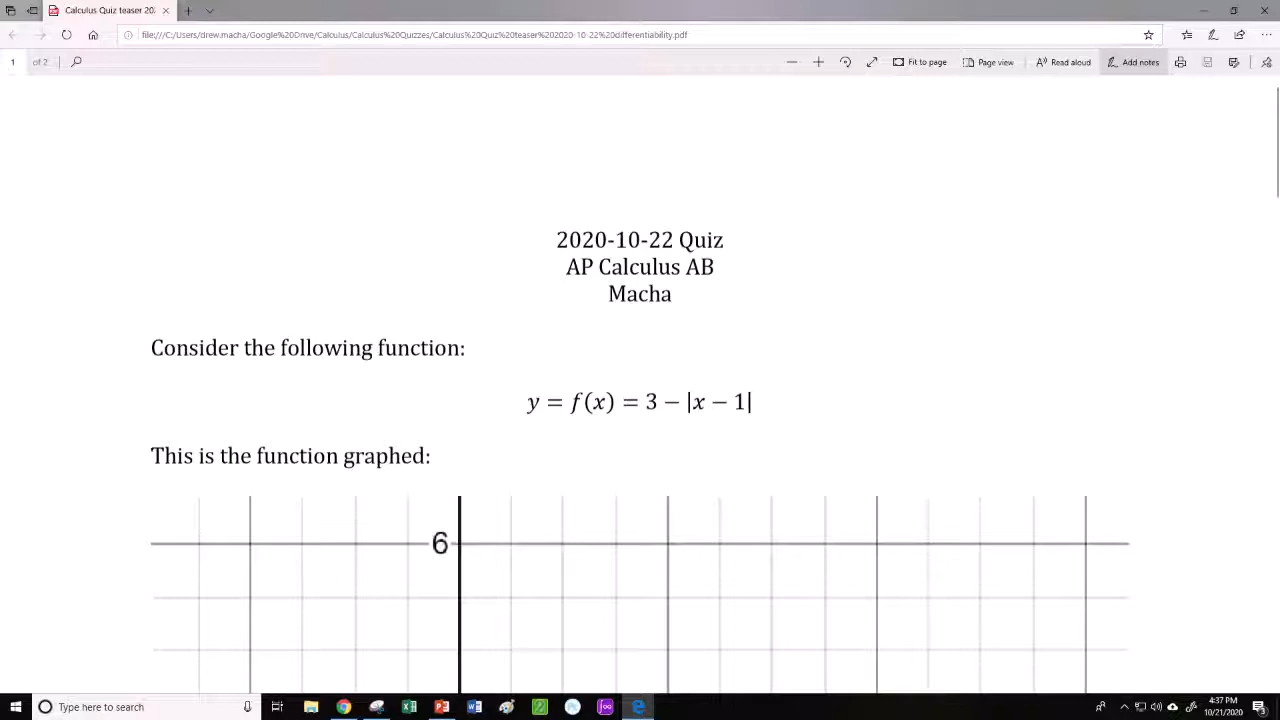 Calculus Quiz teaser 20
file:///C:/Users/drew.macha/Google%20Drive/Calculus/Calculus%20Quizzes/Calculus%20Quiz%20teaser%202020-10-22%20differentiability.pdf
1 of 2 Fit to page Page view Read aloud Add notes
2020-10-22 Quiz
AP Calculus AB
Macha
Consider the following function:
y = f(x) = 3 − |x − 1|
This is the function graphed:
6
Type here to search
4:37 PM
10/21/2020